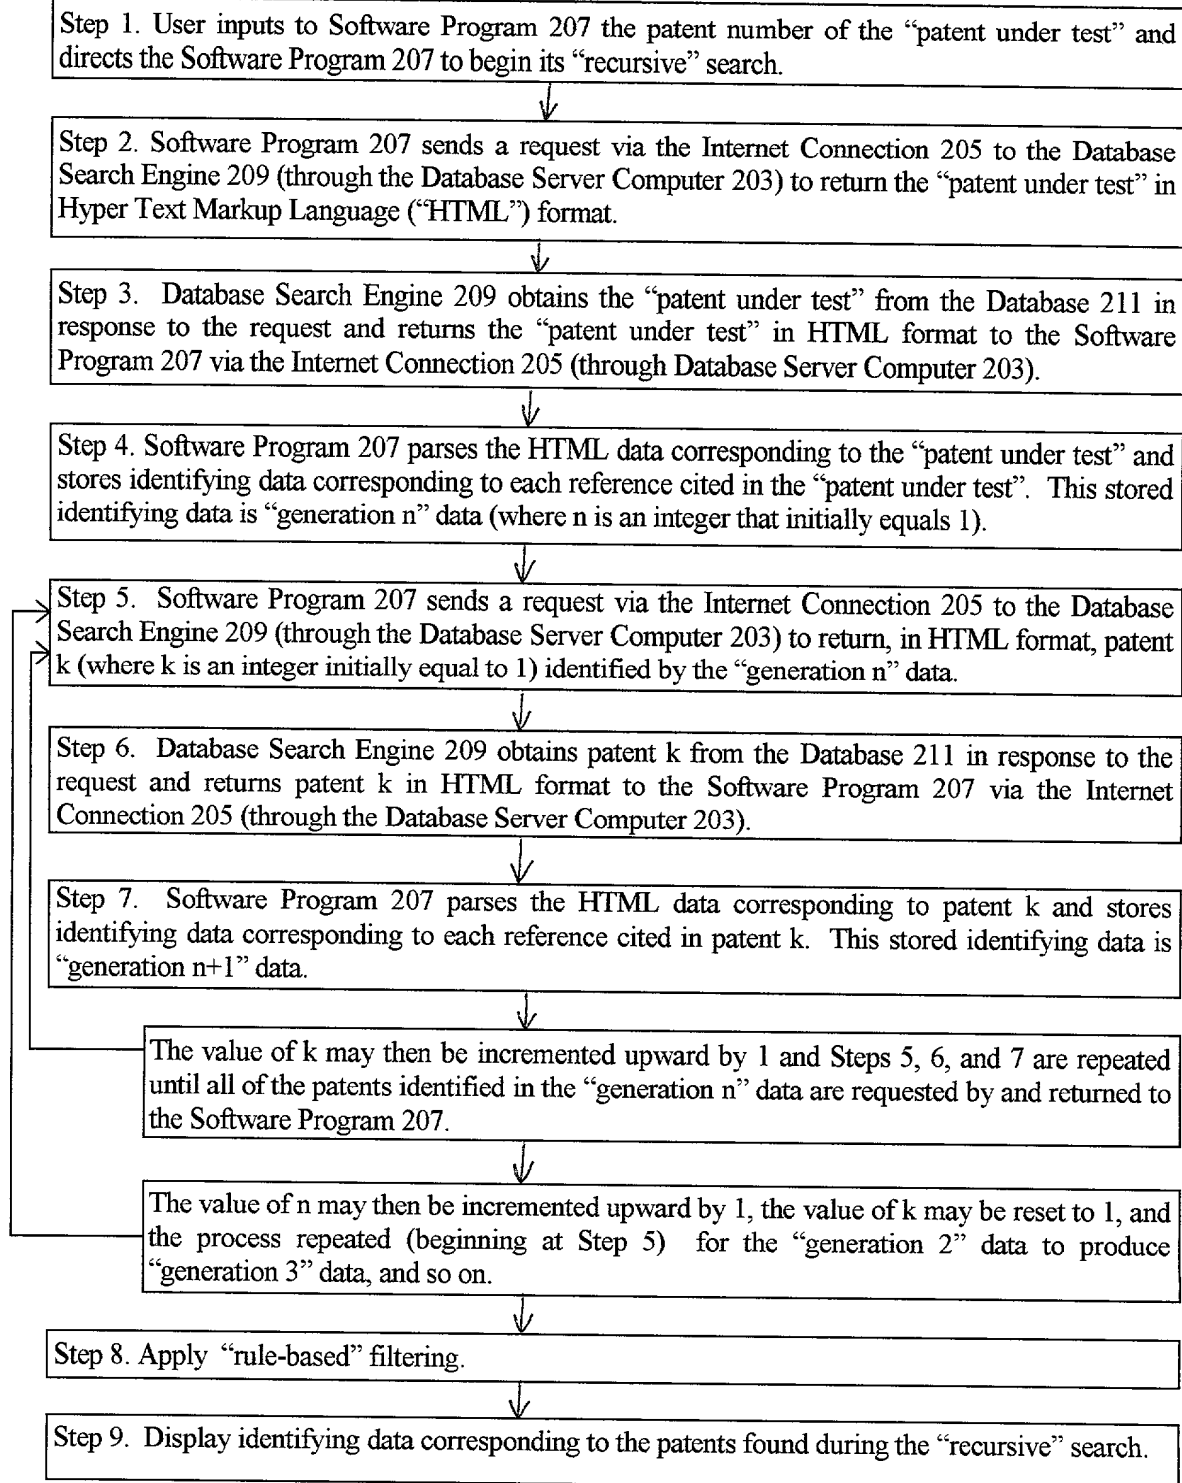 Step 1. User inputs to Software Program 207 the patent number of the “patent under test” and
directs the Software Program 207 to begin its “recursive” search.
Step 2. Software Program 207 sends a request via the Internet Connection 205 to the Database
Search Engine 209 (through the Database Server Computer 203) to return the “patent under test” in
Hyper Text Markup Language (“HTML”) format.
Step 3. Database Search Engine 209 obtains the “patent under test” from the Database 211 in
response to the request and returns the “patent under test” in HTML format to the Software
Program 207 via the Internet Connection 205 (through Database Server Computer 203).
Step 4. Software Program 207 parses the HTML data corresponding to the “patent under test” and
stores identifying data corresponding to each reference cited in the “patent under test”. This stored
identifying data is “generation n” data (where n is an integer that initially equals 1).
Step 5. Software Program 207 sends a request via the Internet Connection 205 to the Database
Search Engine 209 (through the Database Server Computer 203) to return, in HTML format, patent
k (where k is an integer initially equal to 1) identified by the “generation n” data.
Step 6. Database Search Engine 209 obtains patent k from the Database 211 in response to the
request and returns patent k in HTML format to the Software Program 207 via the Internet
Connection 205 (through the Database Server Computer 203).
Step 7. Software Program 207 parses the HTML data corresponding to patent k and stores
identifying data corresponding to each reference cited in patent k. This stored identifying data is
“generation n+1” data.
The value of k may then be incremented upward by 1 and Steps 5, 6, and 7 are repeated
until all of the patents identified in the “generation n” data are requested by and returned to
the Software Program 207.
The value of n may then be incremented upward by 1, the value of k may be reset to 1, and
the process repeated (beginning at Step 5) for the “generation 2” data to produce
“generation 3” data, and so on.
Step 8. Apply “rule-based” filtering.
Step 9. Display identifying data corresponding to the patents found during the “recursive” search.